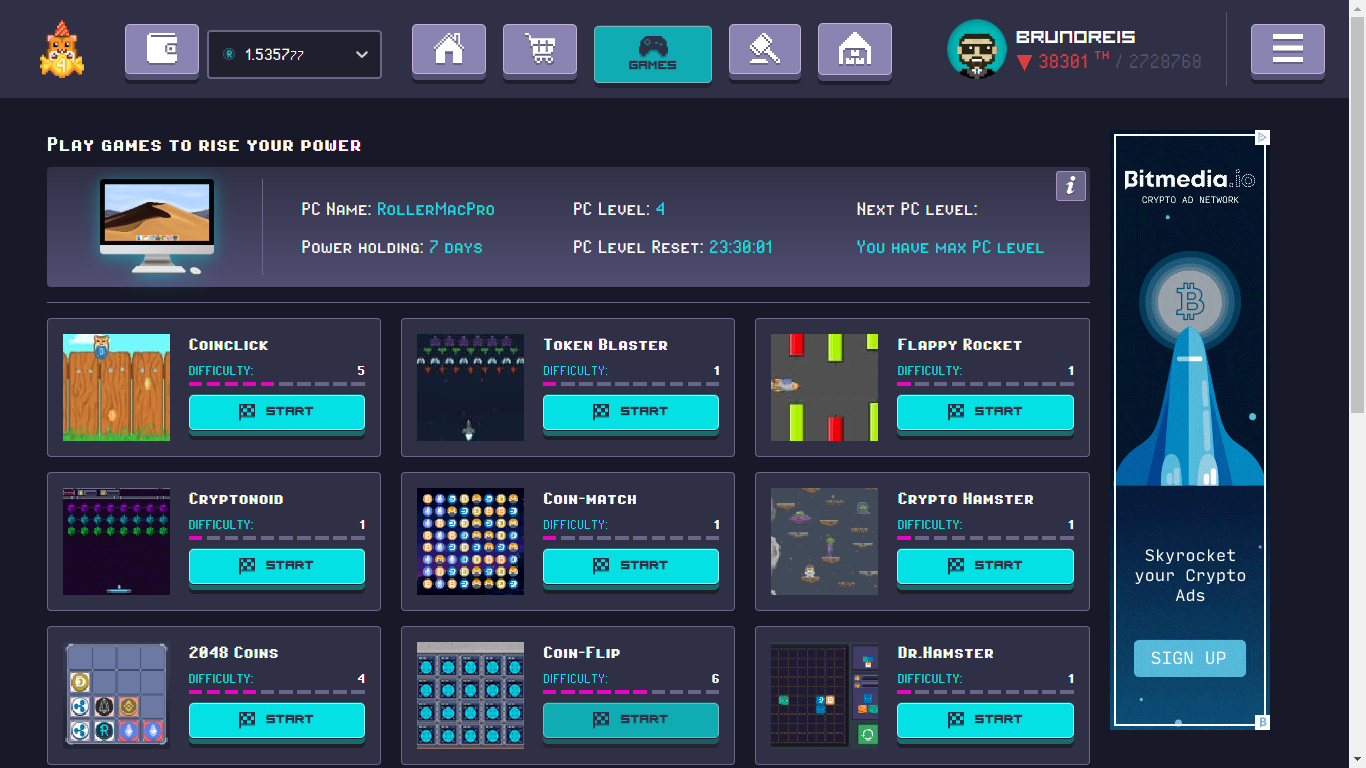 1.535777
GAMES
BRUNOREIS
38301 TH / 2728768
Play games to rise your power
PC Name: RollerMacPro
PC Level: 4
Next PC level:
Power holding: 7 days
PC Level Reset: 23:30:01
You have max PC level
i
Coinclick
DIFFICULTY: 5
START
Token Blaster
DIFFICULTY: 1
START
Flappy Rocket
DIFFICULTY: 1
START
Cryptonoid
DIFFICULTY: 1
START
Coin-match
DIFFICULTY: 1
START
Crypto Hamster
DIFFICULTY: 1
START
2048 Coins
DIFFICULTY: 4
START
Coin-Flip
DIFFICULTY: 6
START
Dr.Hamster
DIFFICULTY: 1
START
Bitmedia.io
CRYPTO AD NETWORK
Skyrocket
your Crypto
Ads
SIGN UP